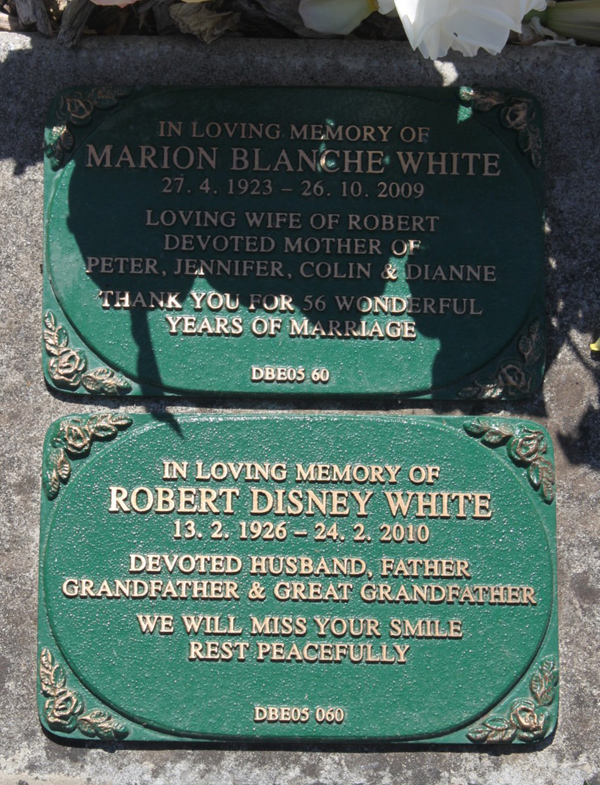 IN LOVING MEMORY OF
MARION BLANCHE WHITE
27. 4. 1923 – 26. 10. 2009
LOVING WIFE OF ROBERT
DEVOTED MOTHER OF
PETER, JENNIFER, COLIN & DIANNE
THANK YOU FOR 56 WONDERFUL
YEARS OF MARRIAGE
DBE05 60
IN LOVING MEMORY OF
ROBERT DISNEY WHITE
13. 2. 1926 – 24. 2. 2010
DEVOTED HUSBAND, FATHER
GRANDFATHER & GREAT GRANDFATHER
WE WILL MISS YOUR SMILE
REST PEACEFULLY
DBE05 060